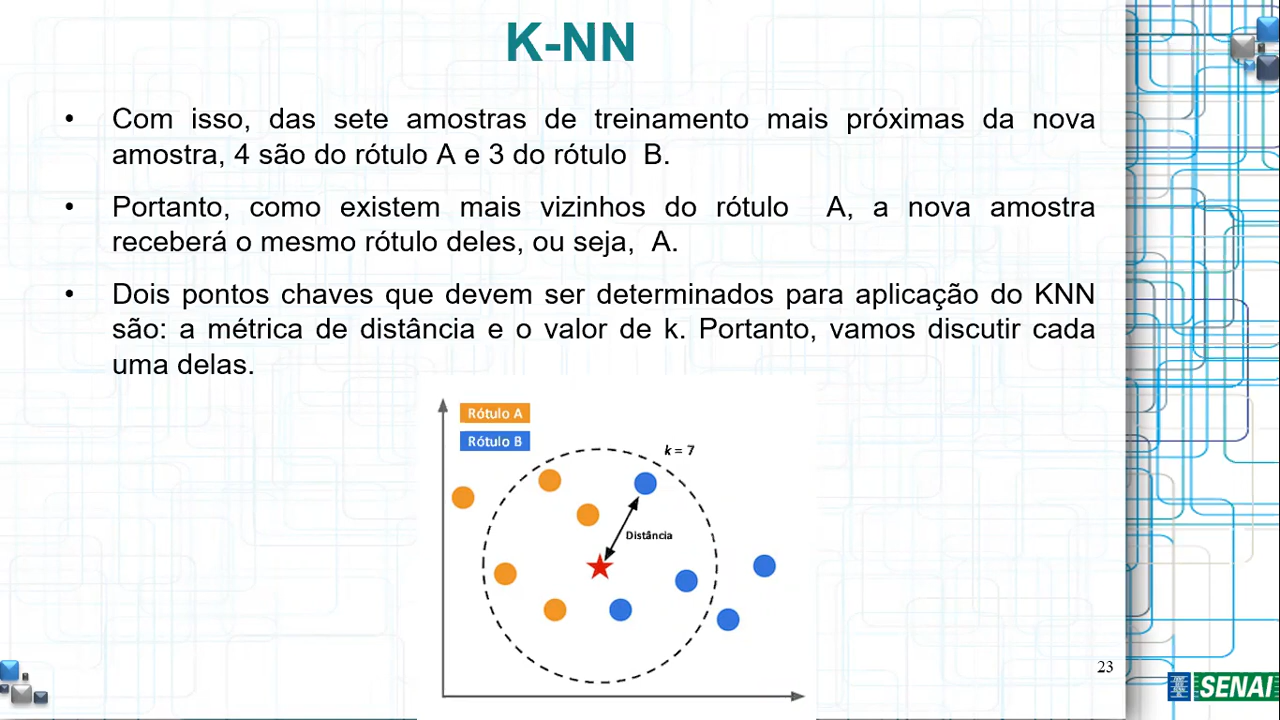 K-NN
• Com isso, das sete amostras de treinamento mais próximas da nova
amostra, 4 são do rótulo A e 3 do rótulo B.
• Portanto, como existem mais vizinhos do rótulo A, a nova amostra
receberá o mesmo rótulo deles, ou seja, A.
• Dois pontos chaves que devem ser determinados para aplicação do KNN
são: a métrica de distância e o valor de k. Portanto, vamos discutir cada
uma delas.
Rótulo A
Rótulo B
k = 7
Distância
23
SENAI